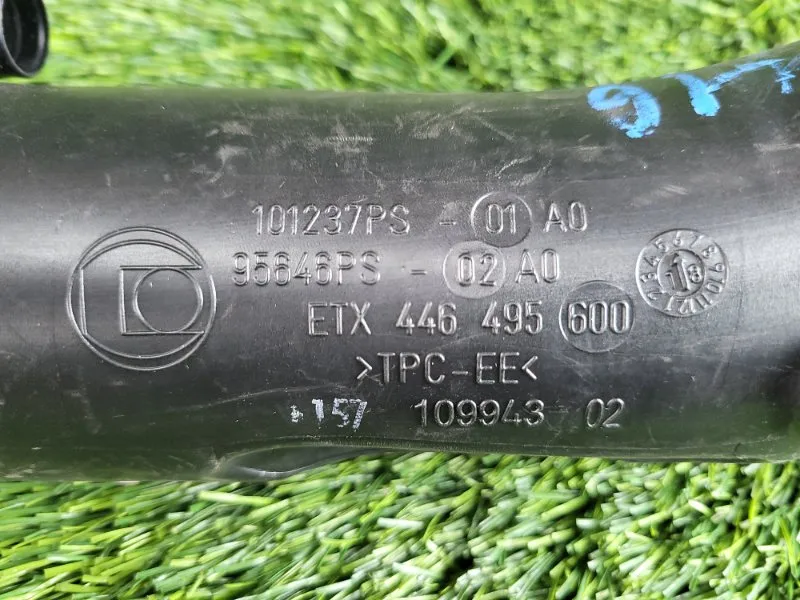 101237PS - 01 A0
95646PS - 02 A0
ETX 446 495 600
>TPC-EE<
157 109943 02